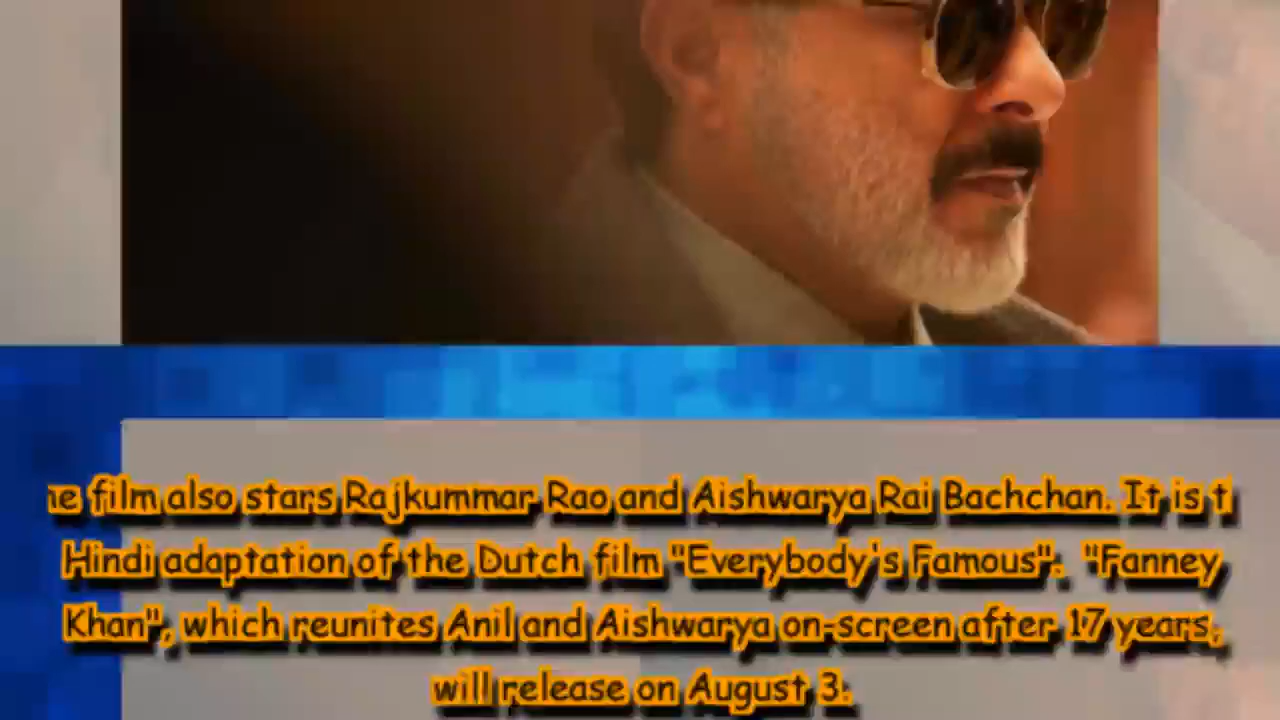 he film also stars Rajkummar Rao and Aishwarya Rai Bachchan. It is t
Hindi adaptation of the Dutch film "Everybody's Famous".  "Fanney
Khan", which reunites Anil and Aishwarya on-screen after 17 years,
will release on August 3.